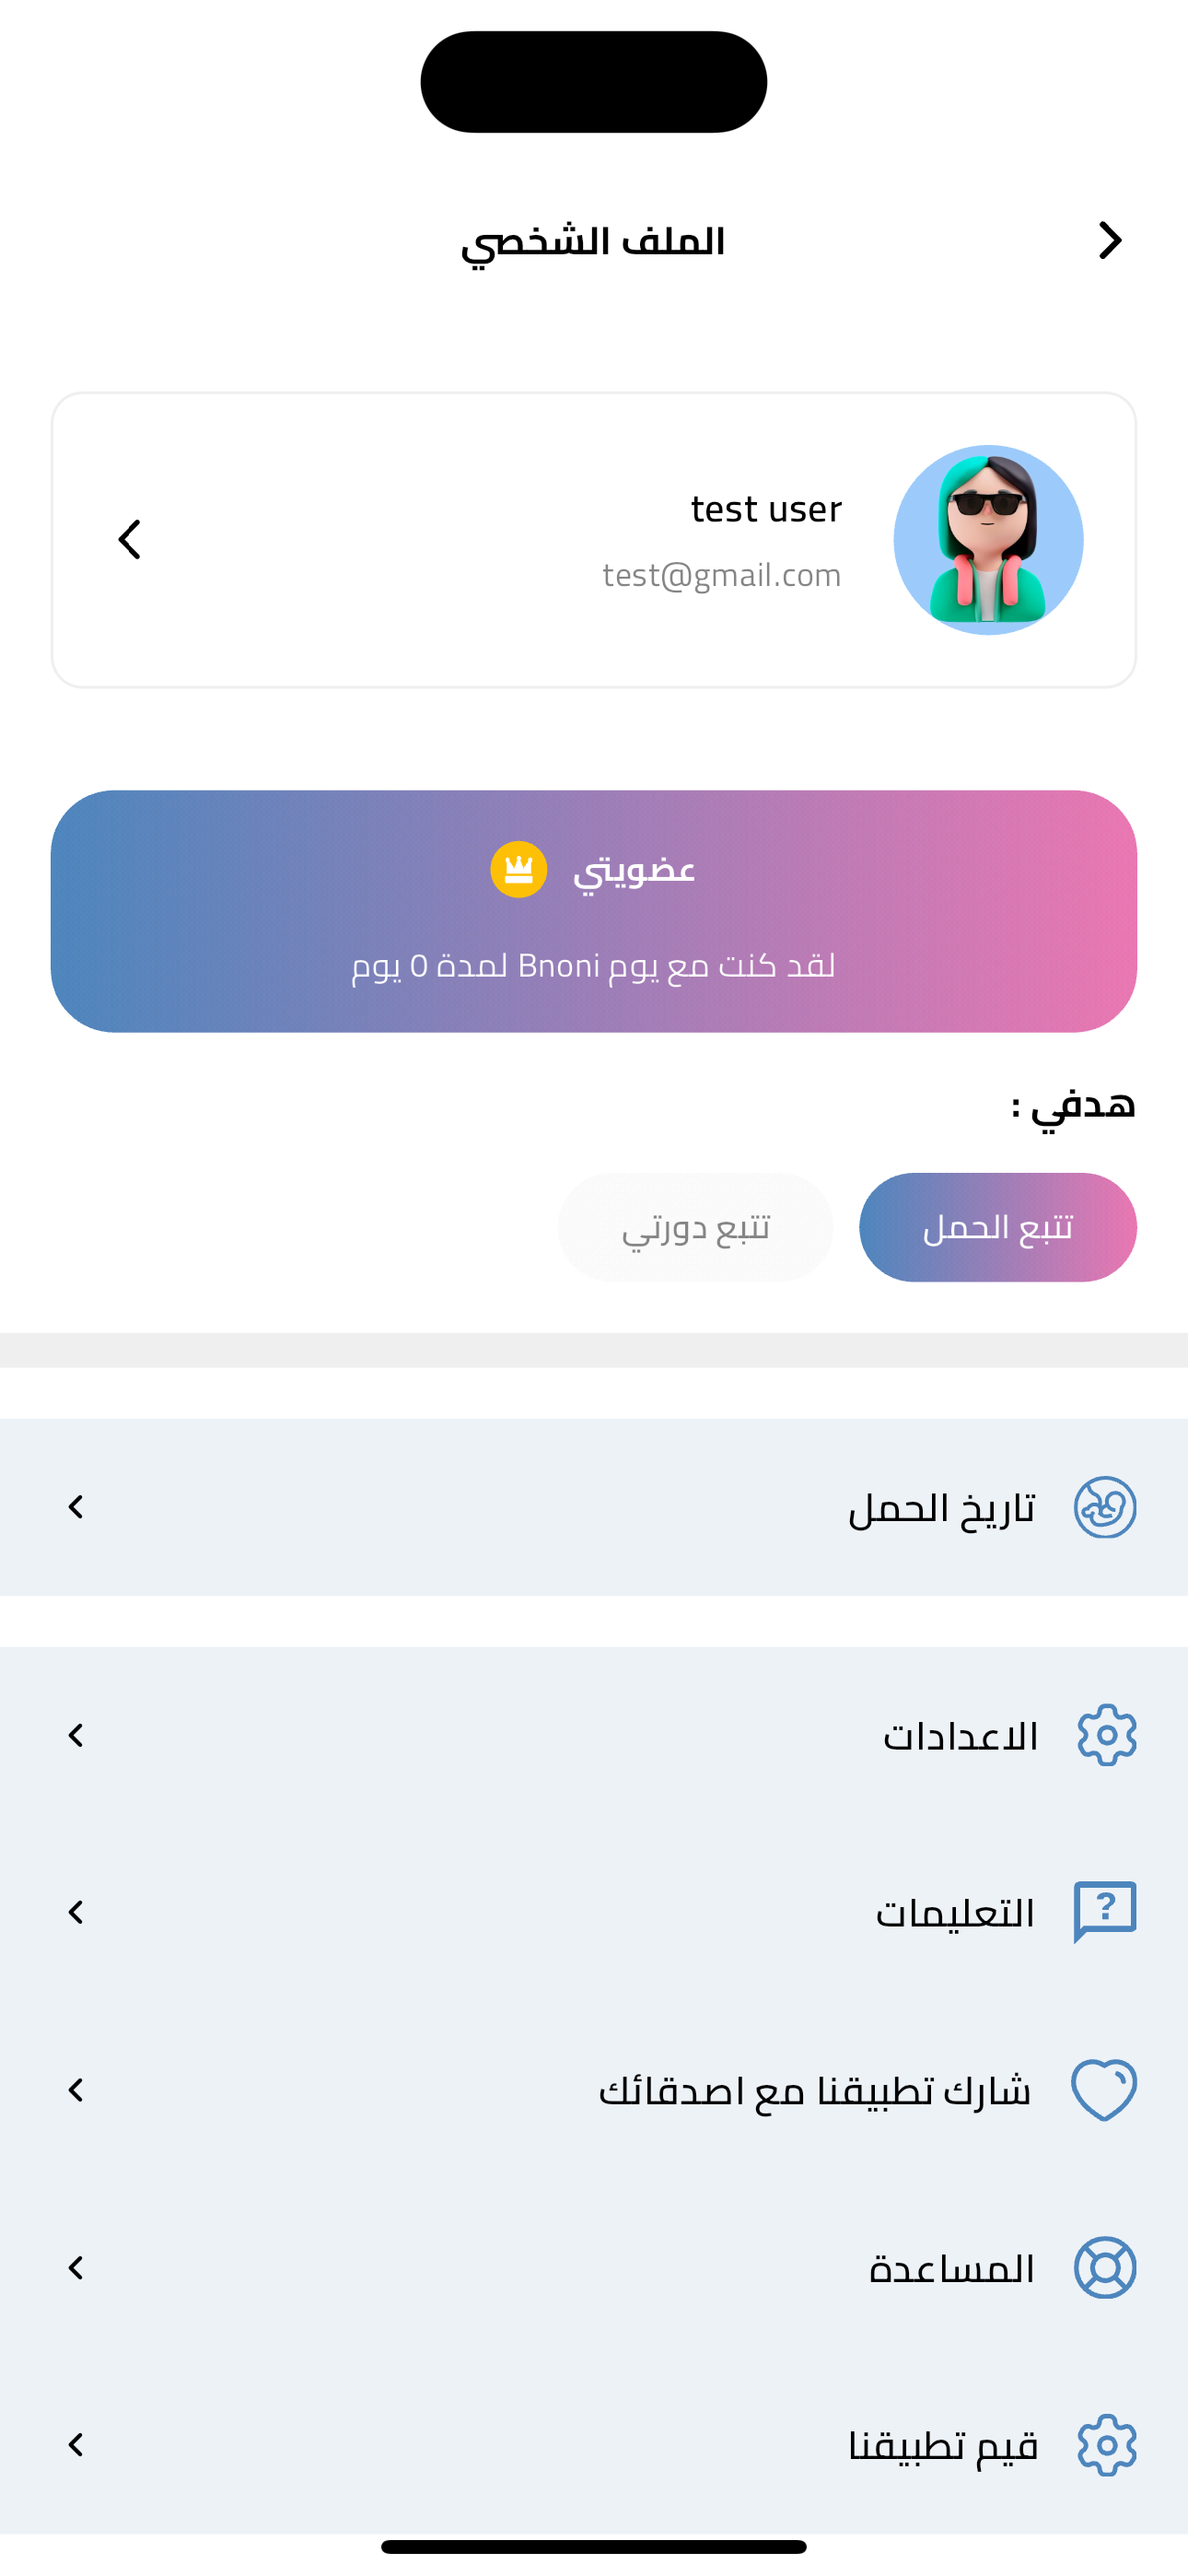 الملف الشخصي
test user
test@gmail.com
عضويتي
لقد كنت مع يوم Bnoni لمدة 0 يوم
هدفي :
تتبع الحمل
تتبع دورتي
تاريخ الحمل
الاعدادات
التعليمات
شارك تطبيقنا مع اصدقائك
المساعدة
قيم تطبيقنا